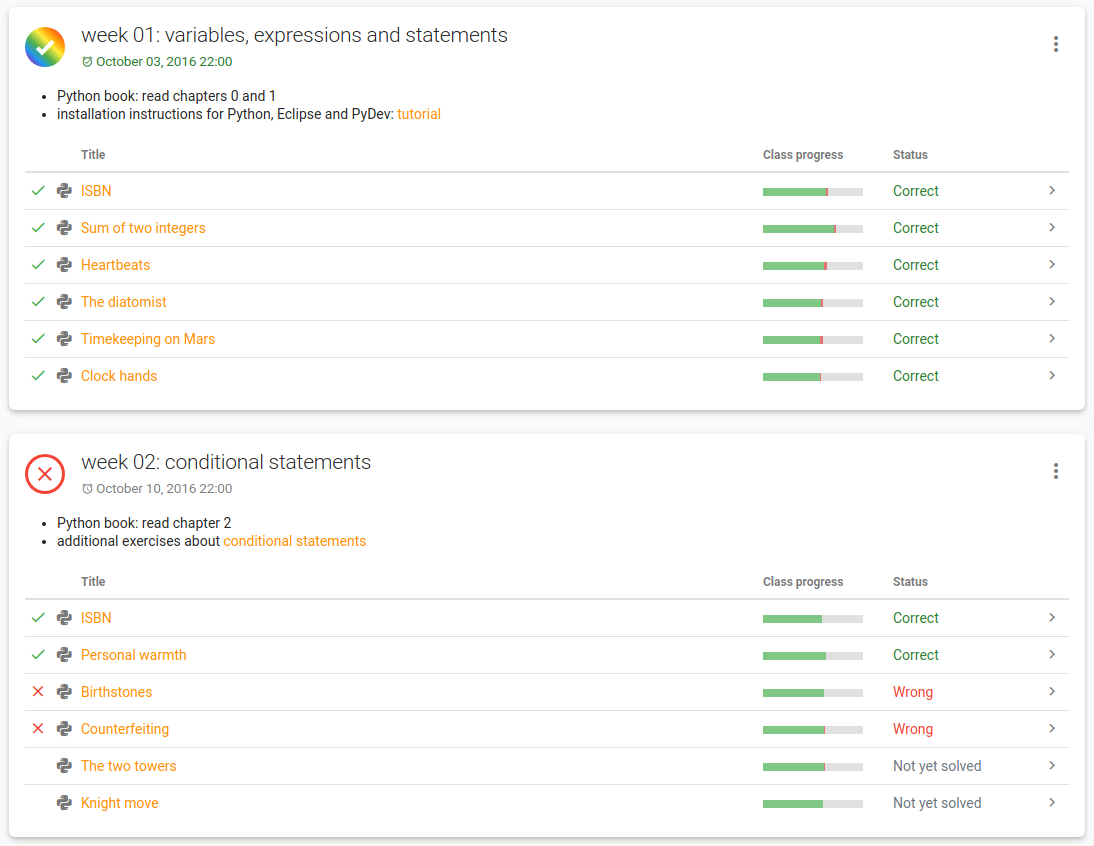 week 01: variables, expressions and statements
October 03, 2016 22:00
• Python book: read chapters 0 and 1
• installation instructions for Python, Eclipse and PyDev: tutorial
Title Class progress Status
ISBN Correct
Sum of two integers Correct
Heartbeats Correct
The diatomist Correct
Timekeeping on Mars Correct
Clock hands Correct
week 02: conditional statements
October 10, 2016 22:00
• Python book: read chapter 2
• additional exercises about conditional statements
Title Class progress Status
ISBN Correct
Personal warmth Correct
Birthstones Wrong
Counterfeiting Wrong
The two towers Not yet solved
Knight move Not yet solved